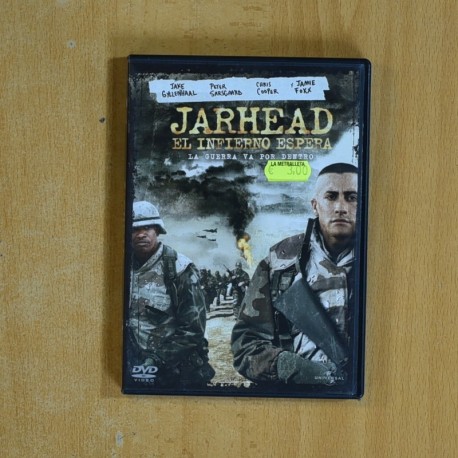 JAKE GYLLENHAAL PETER SARSGAARD CHRIS COOPER Y JAMIE FOXX
JARHEAD
EL INFIERNO ESPERA
LA GUERRA VA POR DENTRO
LA METRALLETA
€ 3,00
DVD
VIDEO
UNIVERSAL